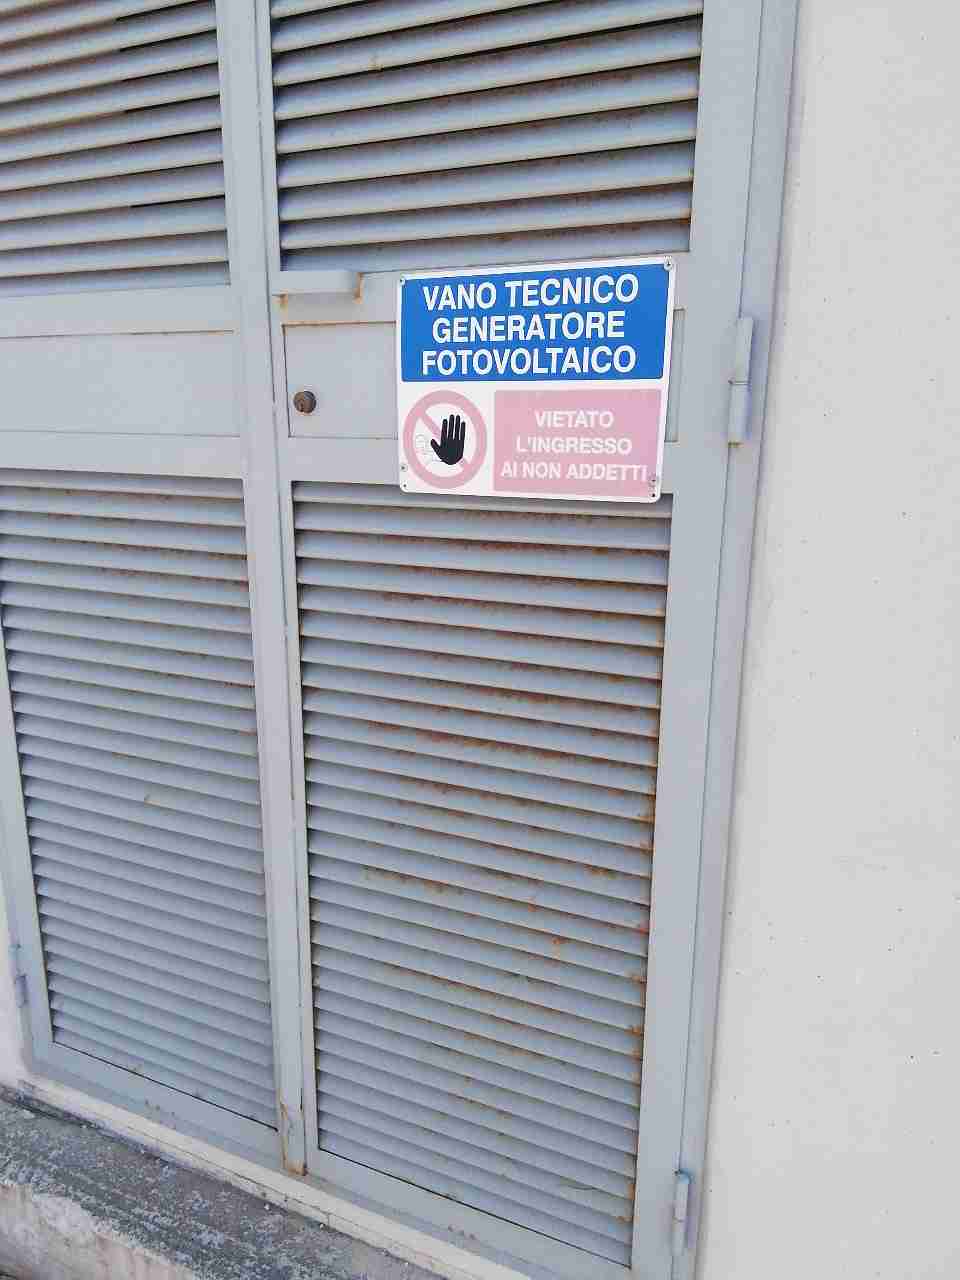 VANO TECNICO
GENERATORE
FOTOVOLTAICO
VIETATO
L'INGRESSO
AI NON ADDETTI